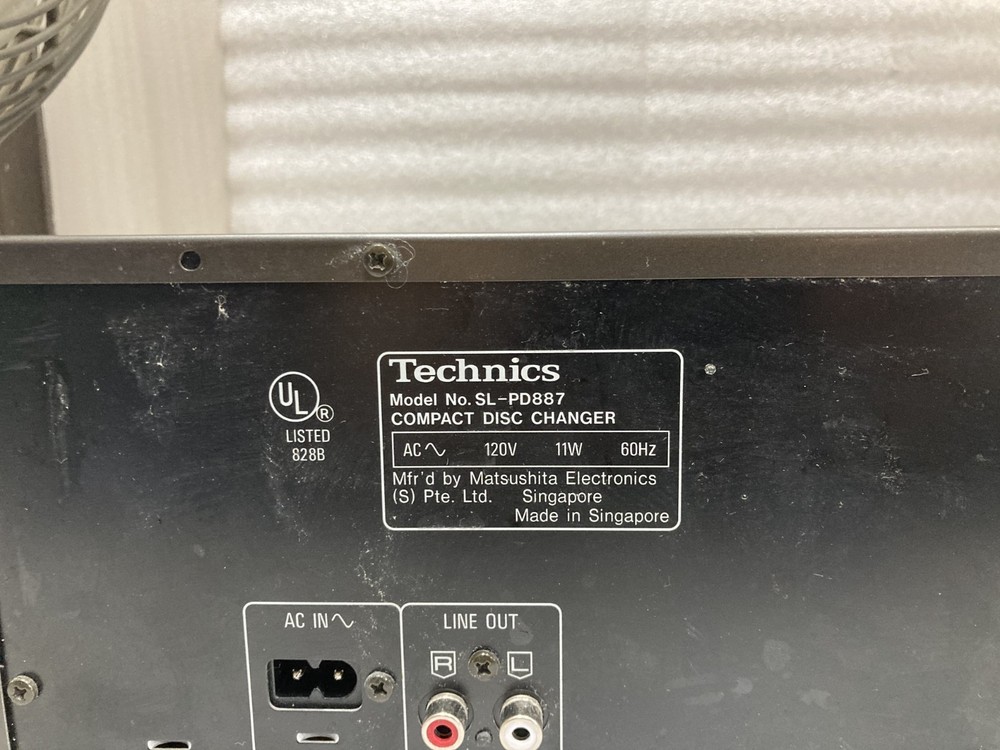 UL ®
LISTED
828B
Technics
Model No. SL-PD887
COMPACT DISC CHANGER
AC 120V 11W 60Hz
Mfr'd by Matsushita Electronics
(S) Pte. Ltd. Singapore
Made in Singapore
AC IN
LINE OUT
R L